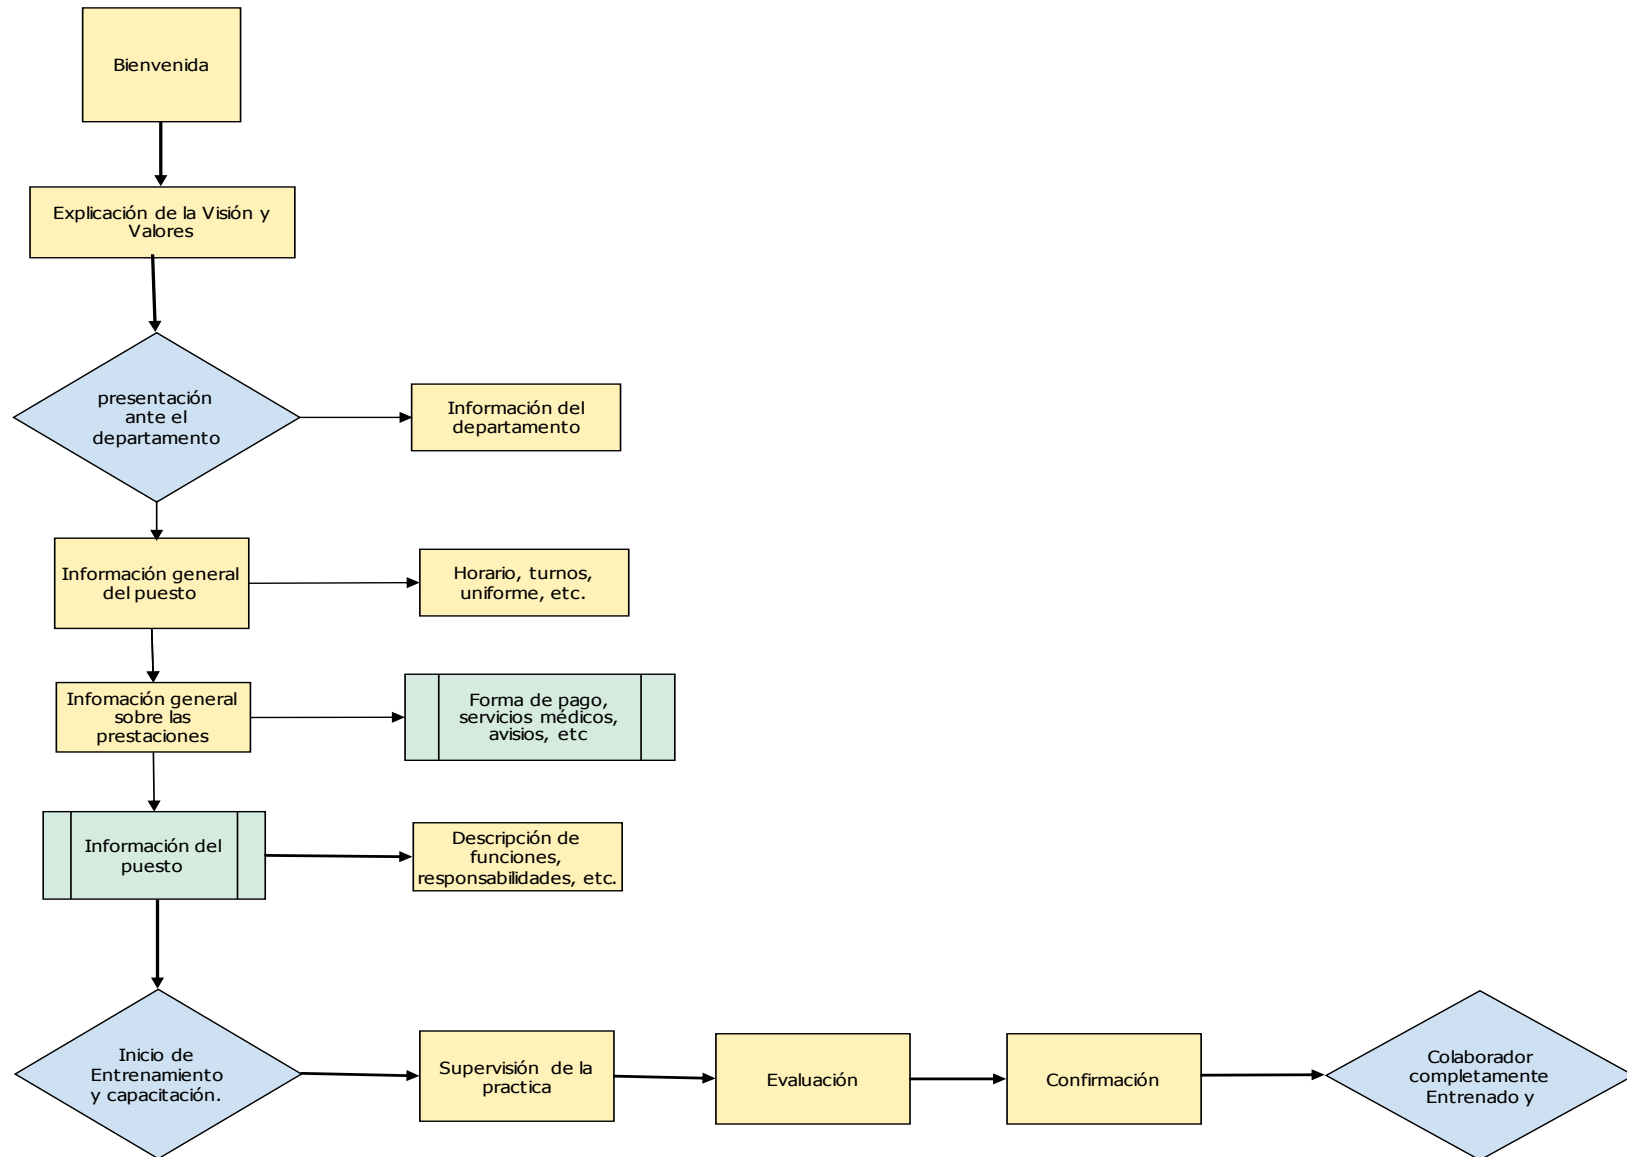 Bienvenida
Explicación de la Visión y
Valores
presentación
ante el
departamento
Información del
departamento
Información general
del puesto
Horario, turnos,
uniforme, etc.
Infomación general
sobre las
prestaciones
Forma de pago,
servicios médicos,
avisios, etc
Información del
puesto
Descripción de
funciones,
responsabilidades, etc.
Inicio de
Entrenamiento
y capacitación.
Supervisión de la
practica
Evaluación
Confirmación
Colaborador
completamente
Entrenado y